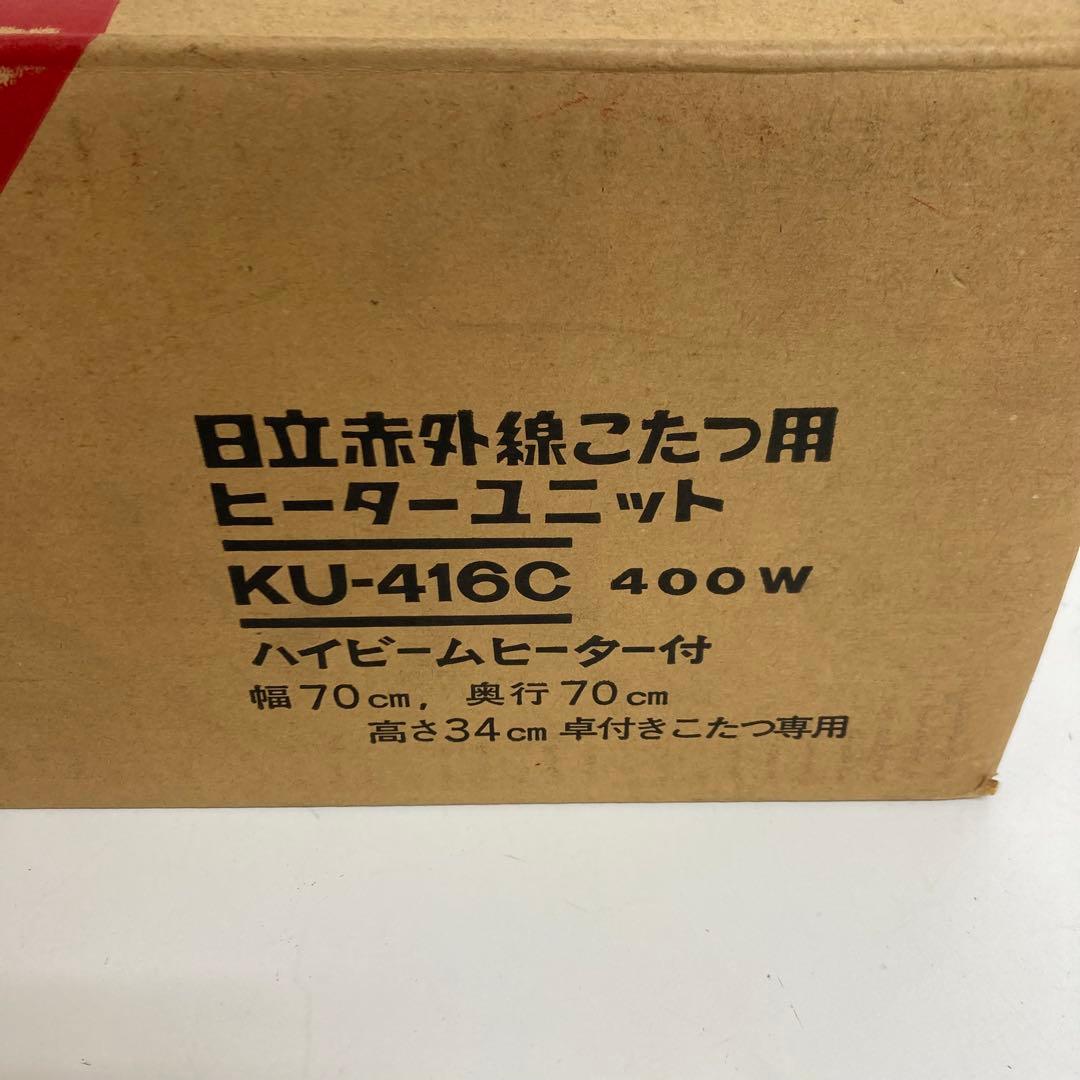 日立赤外線こたつ用
ヒーターユニット
KU-416C 400W
ハイビームヒーター付
幅70cm, 奥行70cm
高さ34cm 卓付きこたつ専用